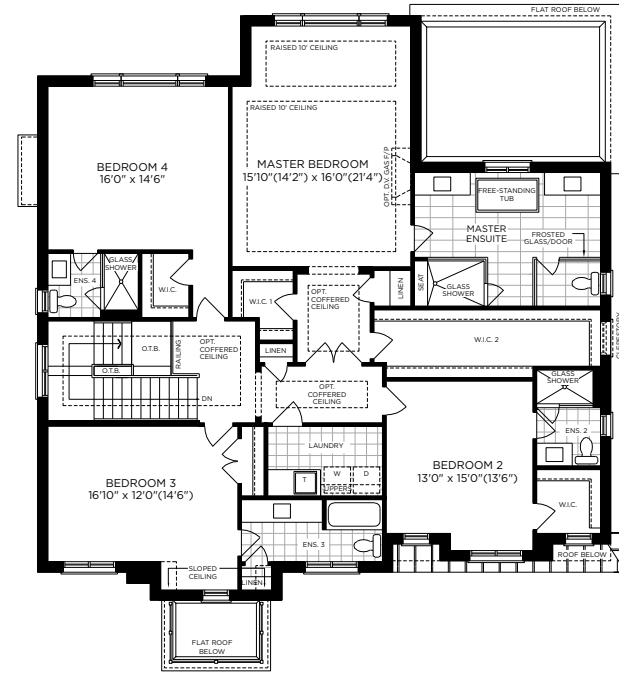 FLAT ROOF BELOW
RAISED 10' CEILING
RAISED 10' CEILING
BEDROOM 4
16'0" x 14'6"
MASTER BEDROOM
15'10"(14'2") x 16'0"(21'4")
OPT. D.V. GAS F/P
FREE-STANDING
TUB
MASTER
ENSUITE
FROSTED
GLASS/DOOR
GLASS
SHOWER
ENS. 4
W.I.C.
W.I.C. 1
OPT.
COFFERED
CEILING
LINEN
SEAT
GLASS
SHOWER
CLERESTORY
O.T.B.
RAILING
OPT.
COFFERED
CEILING
LINEN
W.I.C. 2
O.T.B.
DN
OPT.
COFFERED
CEILING
GLASS
SHOWER
ENS. 2
LAUNDRY
BEDROOM 3
16'10" x 12'0"(14'6")
T
W
D
UPPERS
BEDROOM 2
13'0" x 15'0"(13'6")
W.I.C.
ENS. 3
SLOPED
CEILING
LINEN
ROOF BELOW
FLAT ROOF
BELOW